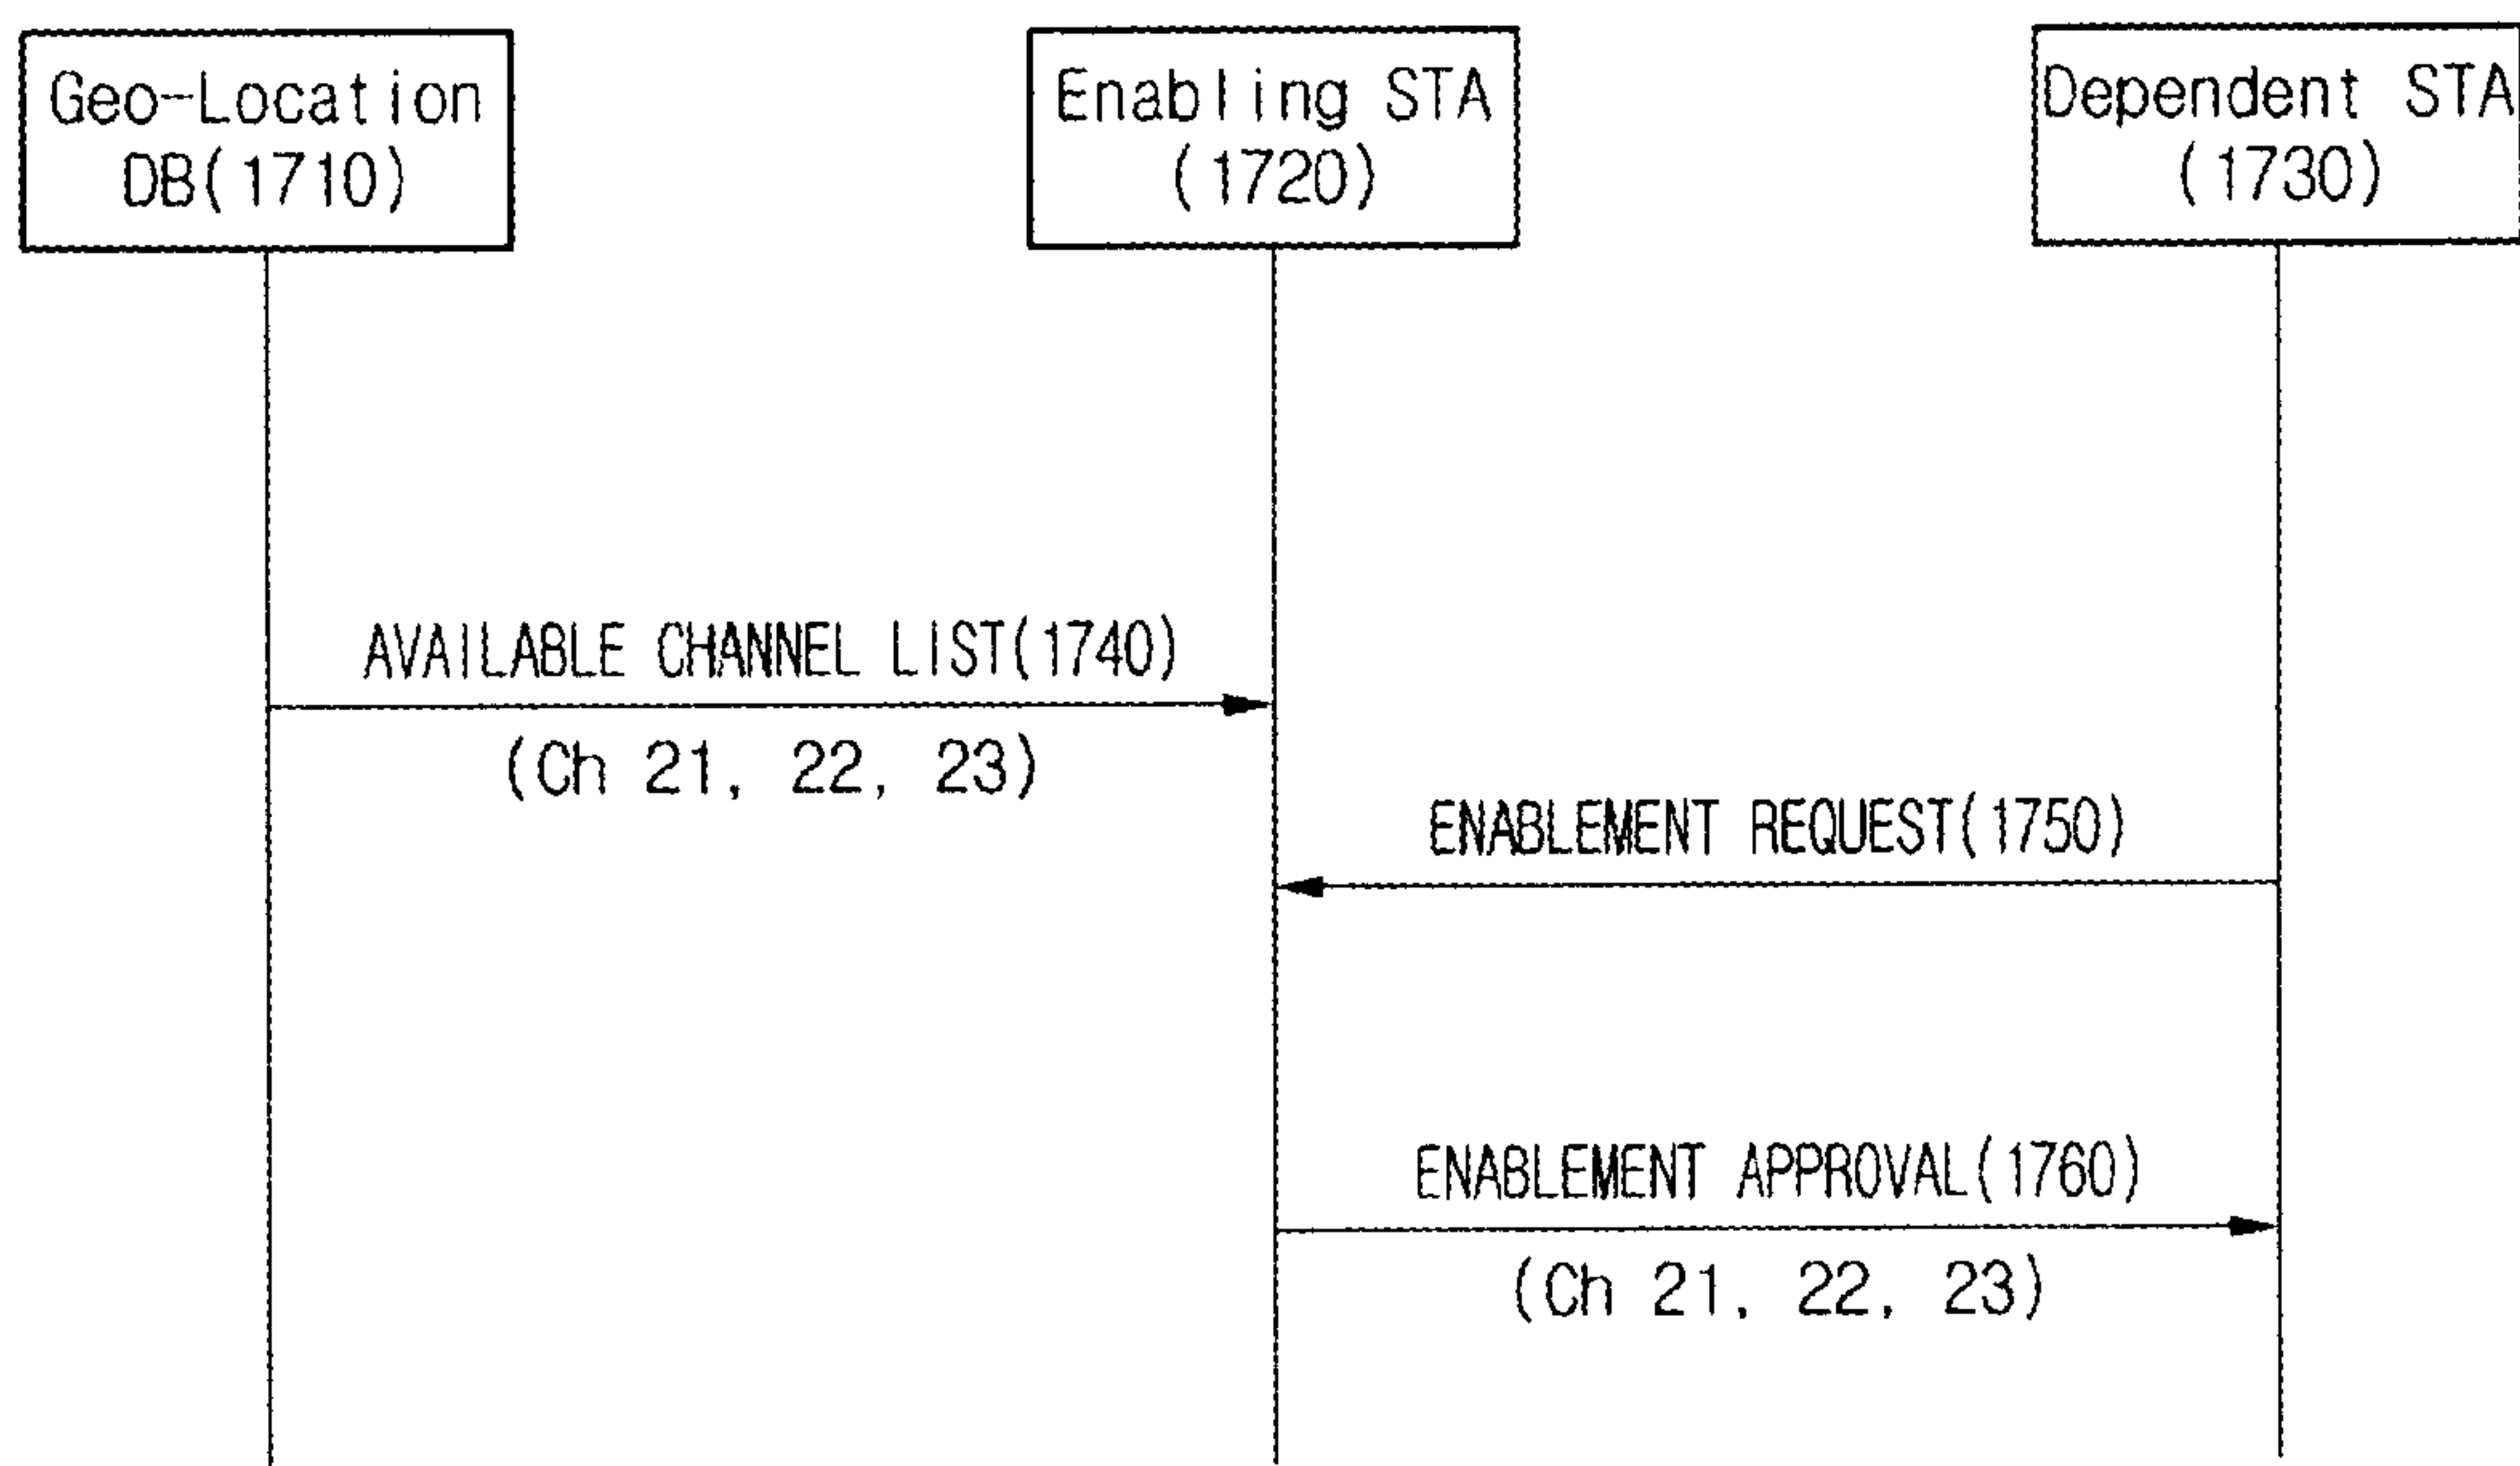 Geo-Location
DB(1710)
Enabling STA
(1720)
Dependent STA
(1730)
AVAILABLE CHANNEL LIST(1740)
(Ch 21, 22, 23)
ENABLEMENT REQUEST(1750)
ENABLEMENT APPROVAL(1760)
(Ch 21, 22, 23)